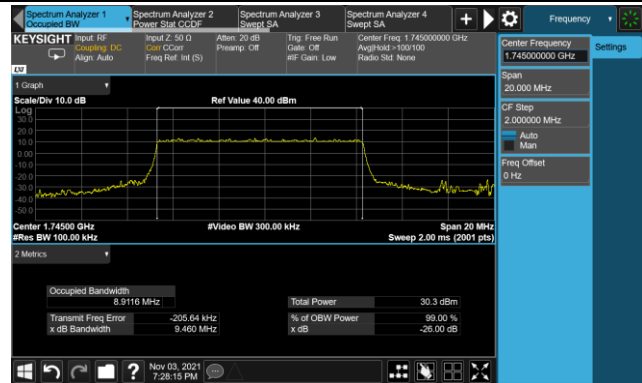 Spectrum Analyzer 1
Occupied BW
Spectrum Analyzer 2
Power Stat CCDF
Spectrum Analyzer 3
Swept SA
Spectrum Analyzer 4
Swept SA
+
Frequency
KEYSIGHT
Input: RF
Coupling: DC
Align: Auto
Input Z: 50 Ω
Corr CCorr
Freq Ref: Int (S)
Atten: 20 dB
Preamp: Off
Trig: Free Run
Gate: Off
#IF Gain: Low
Center Freq: 1.745000000 GHz
Avg|Hold:>100/100
Radio Std: None
LXI
Center Frequency
1.745000000 GHz
Settings
Span
20.000 MHz
CF Step
2.000000 MHz
Auto
Man
Freq Offset
0 Hz
1 Graph
Scale/Div 10.0 dB
Ref Value 40.00 dBm
Log
30.0
20.0
10.0
0.00
-10.0
-20.0
-30.0
-40.0
-50.0
Center 1.74500 GHz
#Video BW 300.00 kHz
Span 20 MHz
#Res BW 100.00 kHz
Sweep 2.00 ms (2001 pts)
2 Metrics
Occupied Bandwidth
8.9116 MHz
Total Power 30.3 dBm
Transmit Freq Error -205.64 kHz
% of OBW Power 99.00 %
x dB Bandwidth 9.460 MHz
x dB -26.00 dB
?
Nov 03, 2021
7:28:15 PM